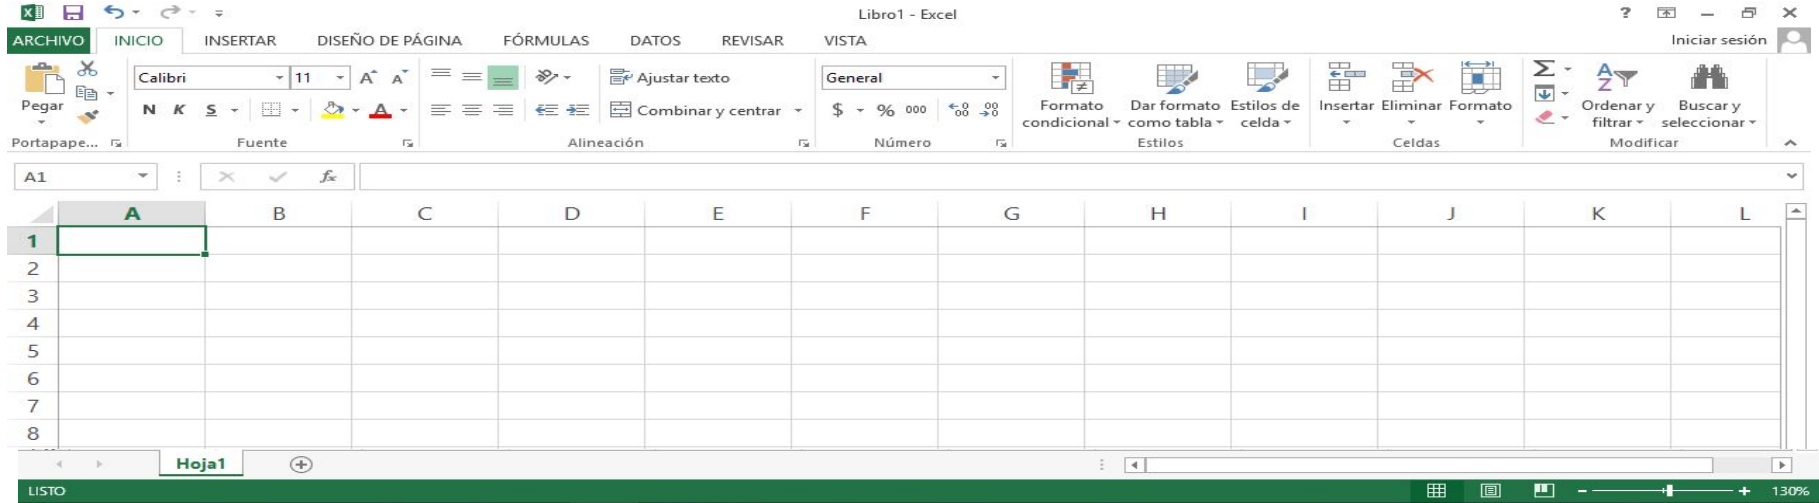 Libro1 - Excel
ARCHIVO INICIO INSERTAR DISEÑO DE PÁGINA FÓRMULAS DATOS REVISAR VISTA Iniciar sesión
Pegar
Portapape...
Calibri 11
N K S
Fuente
Ajustar texto
Combinar y centrar
Alineación
General
$ % 000
Número
Formato condicional
Dar formato como tabla
Estilos de celda
Estilos
Insertar Eliminar Formato
Celdas
Ordenar y filtrar
Buscar y seleccionar
Modificar
A1 fx
A B C D E F G H I J K L
1
2
3
4
5
6
7
8
Hoja1
LISTO 130%